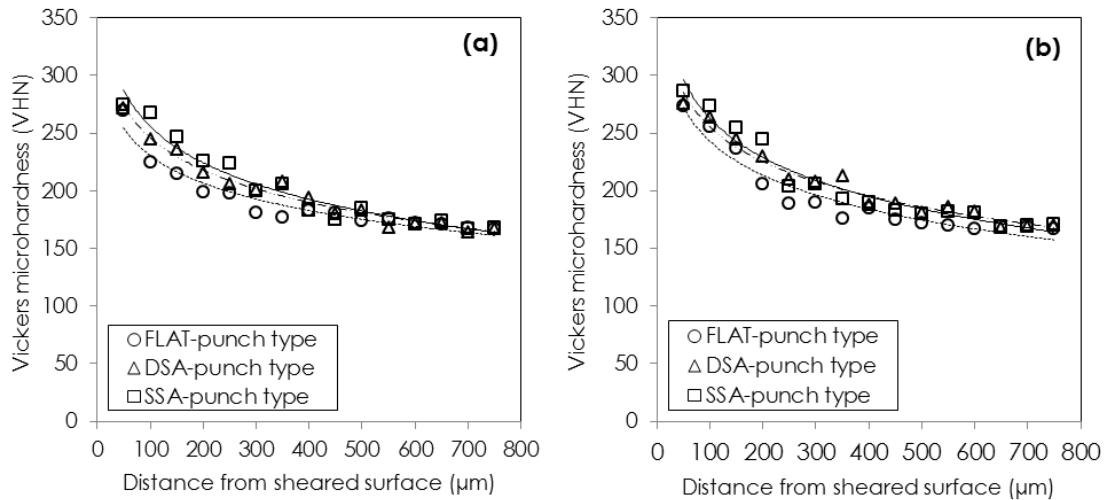 350
300
250
200
150
100
50
0
Vickers microhardness (VHN)
(a)
FLAT-punch type
DSA-punch type
SSA-punch type
0 100 200 300 400 500 600 700 800
Distance from sheared surface (µm)
350
300
250
200
150
100
50
0
Vickers microhardness (VHN)
(b)
FLAT-punch type
DSA-punch type
SSA-punch type
0 100 200 300 400 500 600 700 800
Distance from sheared surface (µm)